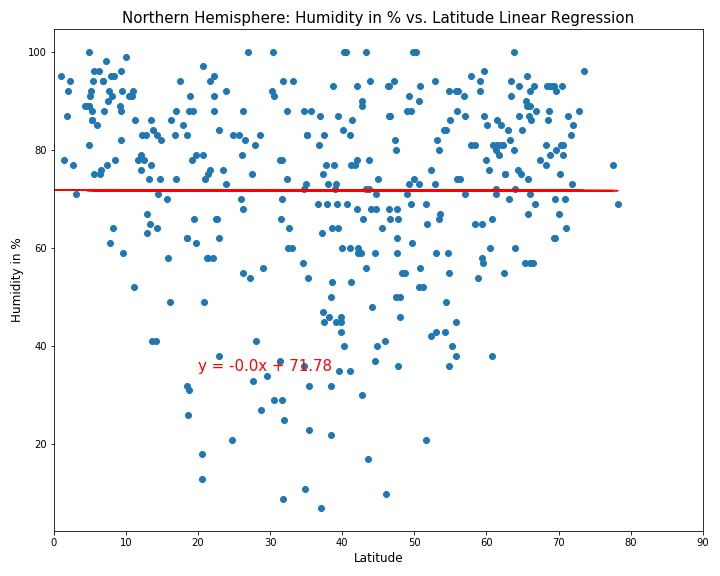 Northern Hemisphere: Humidity in % vs. Latitude Linear Regression
Humidity in %
100
80
60
40
20
y = -0.0x + 71.78
0 10 20 30 40 50 60 70 80 90
Latitude